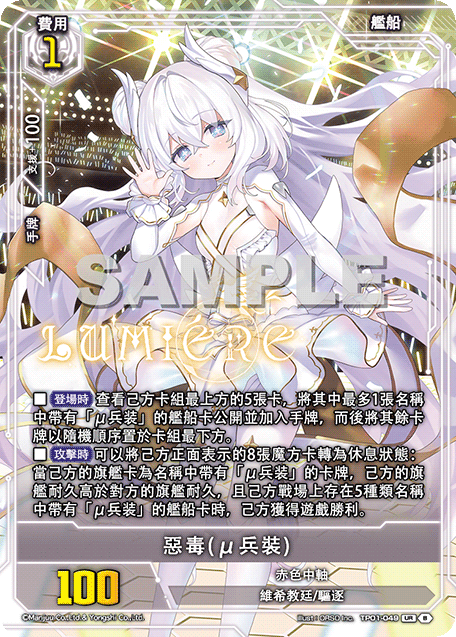 費用
1
艦船
支援+100
手牌
SAMPLE
LUMIÈRE
■ 登場時 查看己方卡組最上方的5張卡，將其中最多1張名稱
中帶有「μ兵装」的艦船卡公開並加入手牌，而後將其餘卡
牌以隨機順序置於卡組最下方。
■ 攻擊時 可以將己方正面表示的8張魔方卡轉為休息狀態：
當己方的旗艦卡為名稱中帶有「μ兵装」的卡牌，己方的旗
艦耐久高於對方的旗艦耐久，且己方戰場上存在5種類名稱
中帶有「μ兵装」的艦船卡時，己方獲得遊戲勝利。
惡毒(μ兵裝)
100
赤色中軸
維希教廷/驅逐
©Manjuu Co.,Ltd & Yongshi Co.,Ltd.
Illust：DRSO Inc.
TP01-049 UR